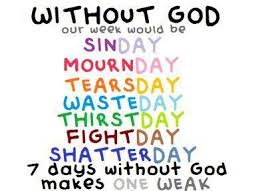 WITHOUT GOD
our week would be
SINDAY
MOURNDAY
TEARSDAY
WASTEDAY
THIRSTDAY
FIGHTDAY
SHATTERDAY
7 days without God
makes ONE WEAK